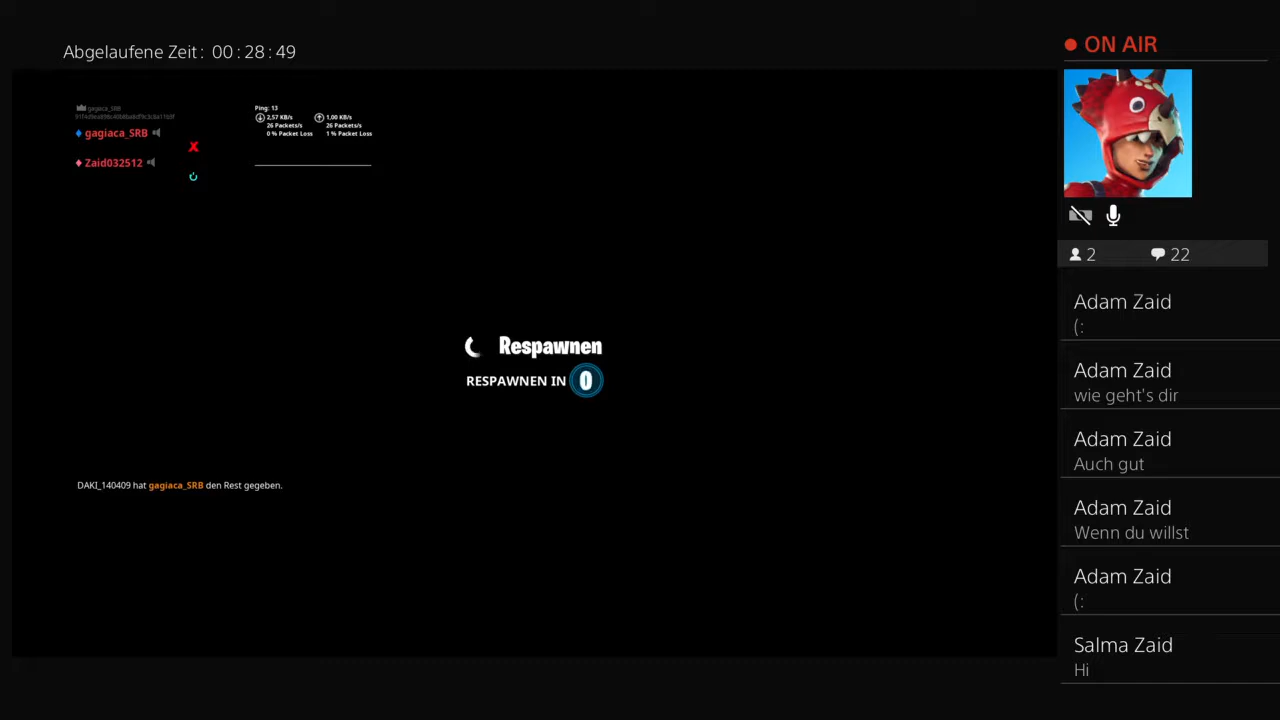 Abgelaufene Zeit: 00:28:49
ON AIR
gagiaca_SRB
gagiaca_SRB
Zaid032512
X
Ping: 13
2,57 KB/s
1,00 KB/s
26 Packets/s
26 Packets/s
0 % Packet Loss
1 % Packet Loss
Respawnen
RESPAWNEN IN 0
DAKI_140409 hat gagiaca_SRB den Rest gegeben.
2
22
Adam Zaid
(:
Adam Zaid
wie geht's dir
Adam Zaid
Auch gut
Adam Zaid
Wenn du willst
Adam Zaid
(:
Salma Zaid
Hi